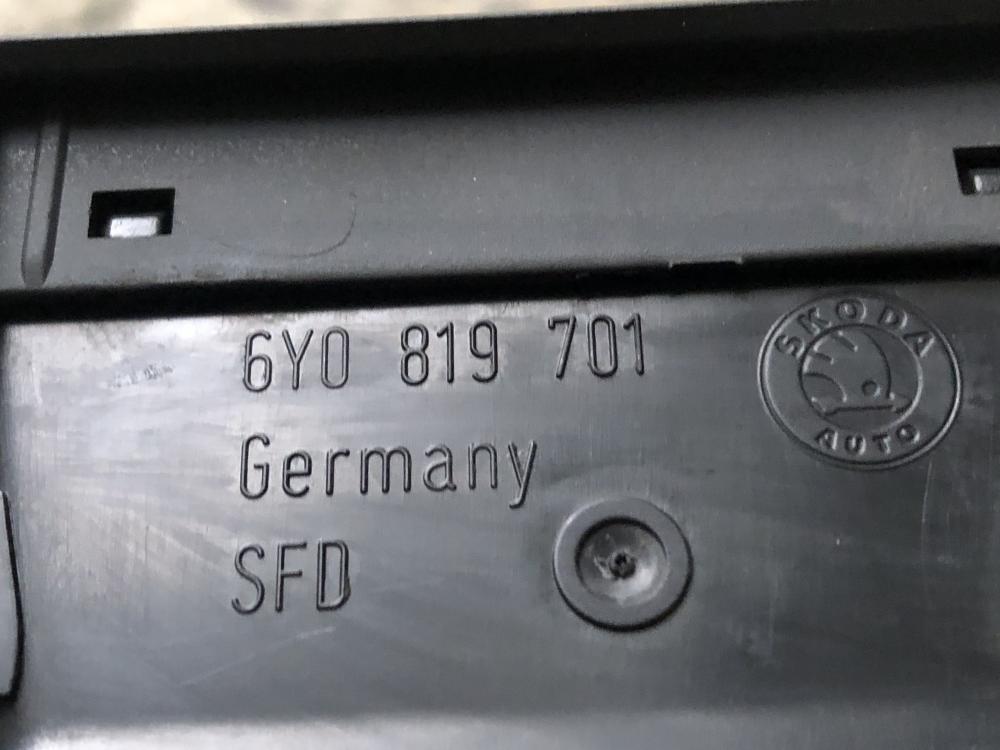 6Y0 819 701
SKODA
AUTO
Germany
SFD